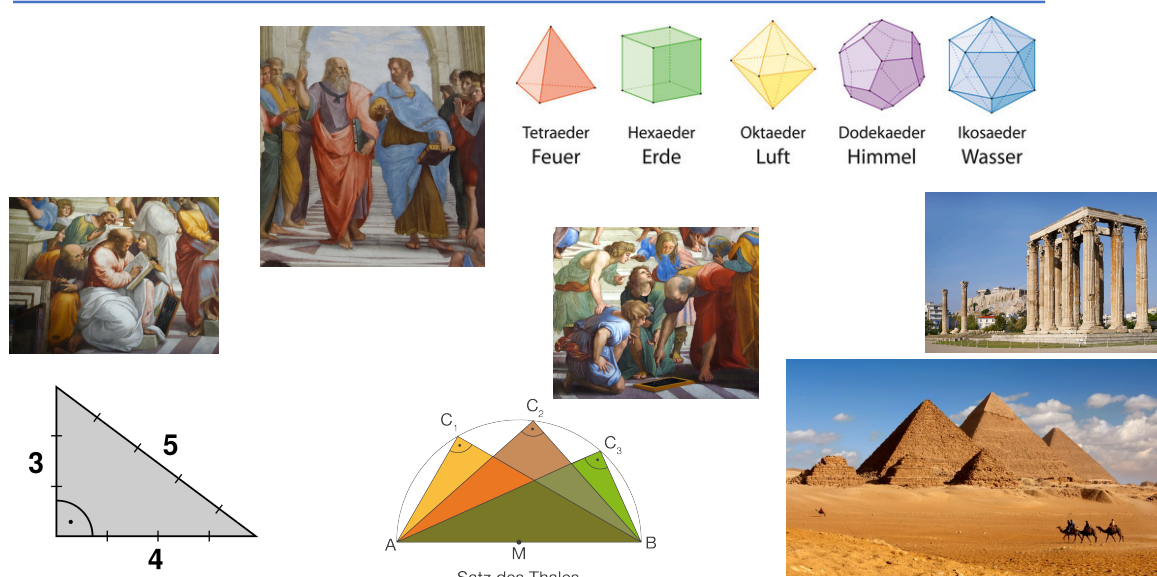 Tetraeder
Feuer
Hexaeder
Erde
Oktaeder
Luft
Dodekaeder
Himmel
Ikosaeder
Wasser
3
5
4
C1
C2
C3
A
M
B
Satz des Thales